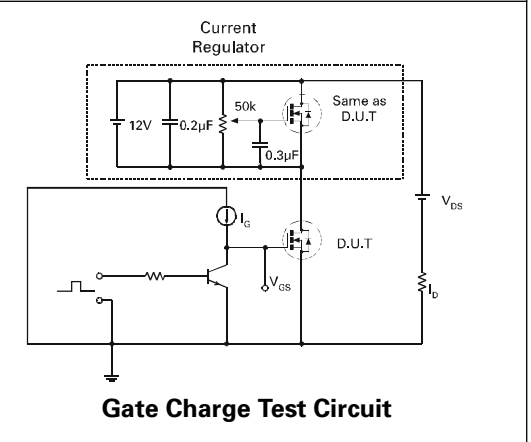 Current
Regulator
12V
0.2µF
50k
0.3µF
Same as
D.U.T
I_G
V_GS
D.U.T
V_DS
I_D
Gate Charge Test Circuit